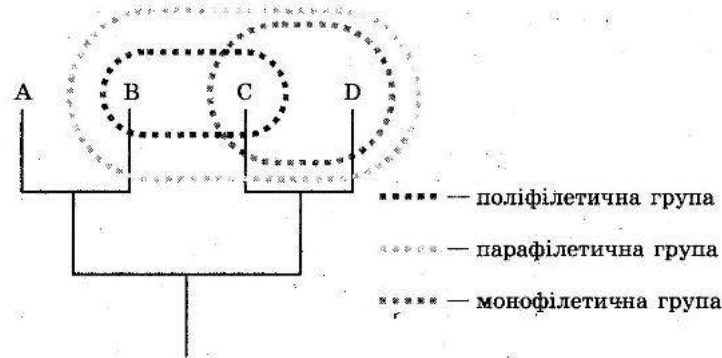 A B C D
— поліфілетична група
— парафілетична група
— монофілетична група